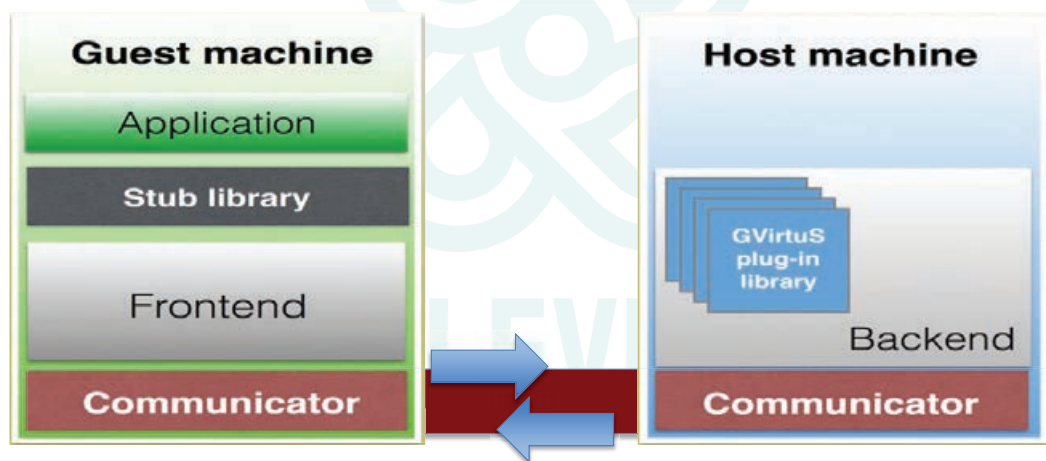 Guest machine
Application
Stub library
Frontend
Communicator
Host machine
GVirtuS
plug-in
library
Backend
Communicator